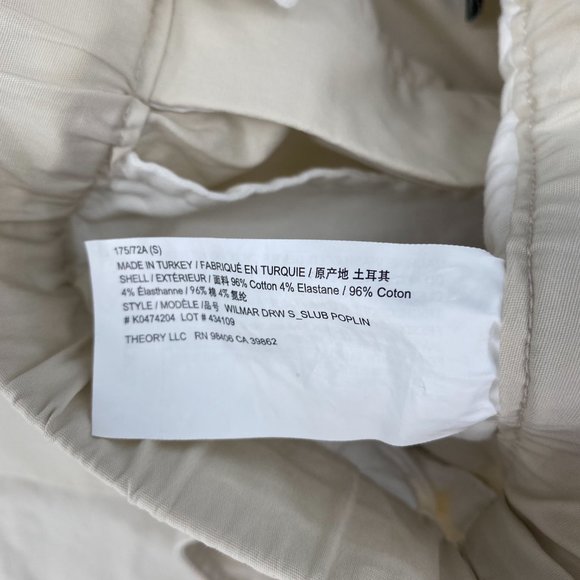 175/72A (S)
MADE IN TURKEY / FABRIQUÉ EN TURQUIE / 原产地 土耳其
SHELL / EXTÉRIEUR / 面料 96% Cotton 4% Elastane / 96% Coton
4% Élasthanne / 96% 棉 4% 氨纶
STYLE / MODÈLE /品号 WILMAR DRW S_SLUB POPLIN
# K0474204 LOT # 434109
THEORY LLC RN 98406 CA 39862